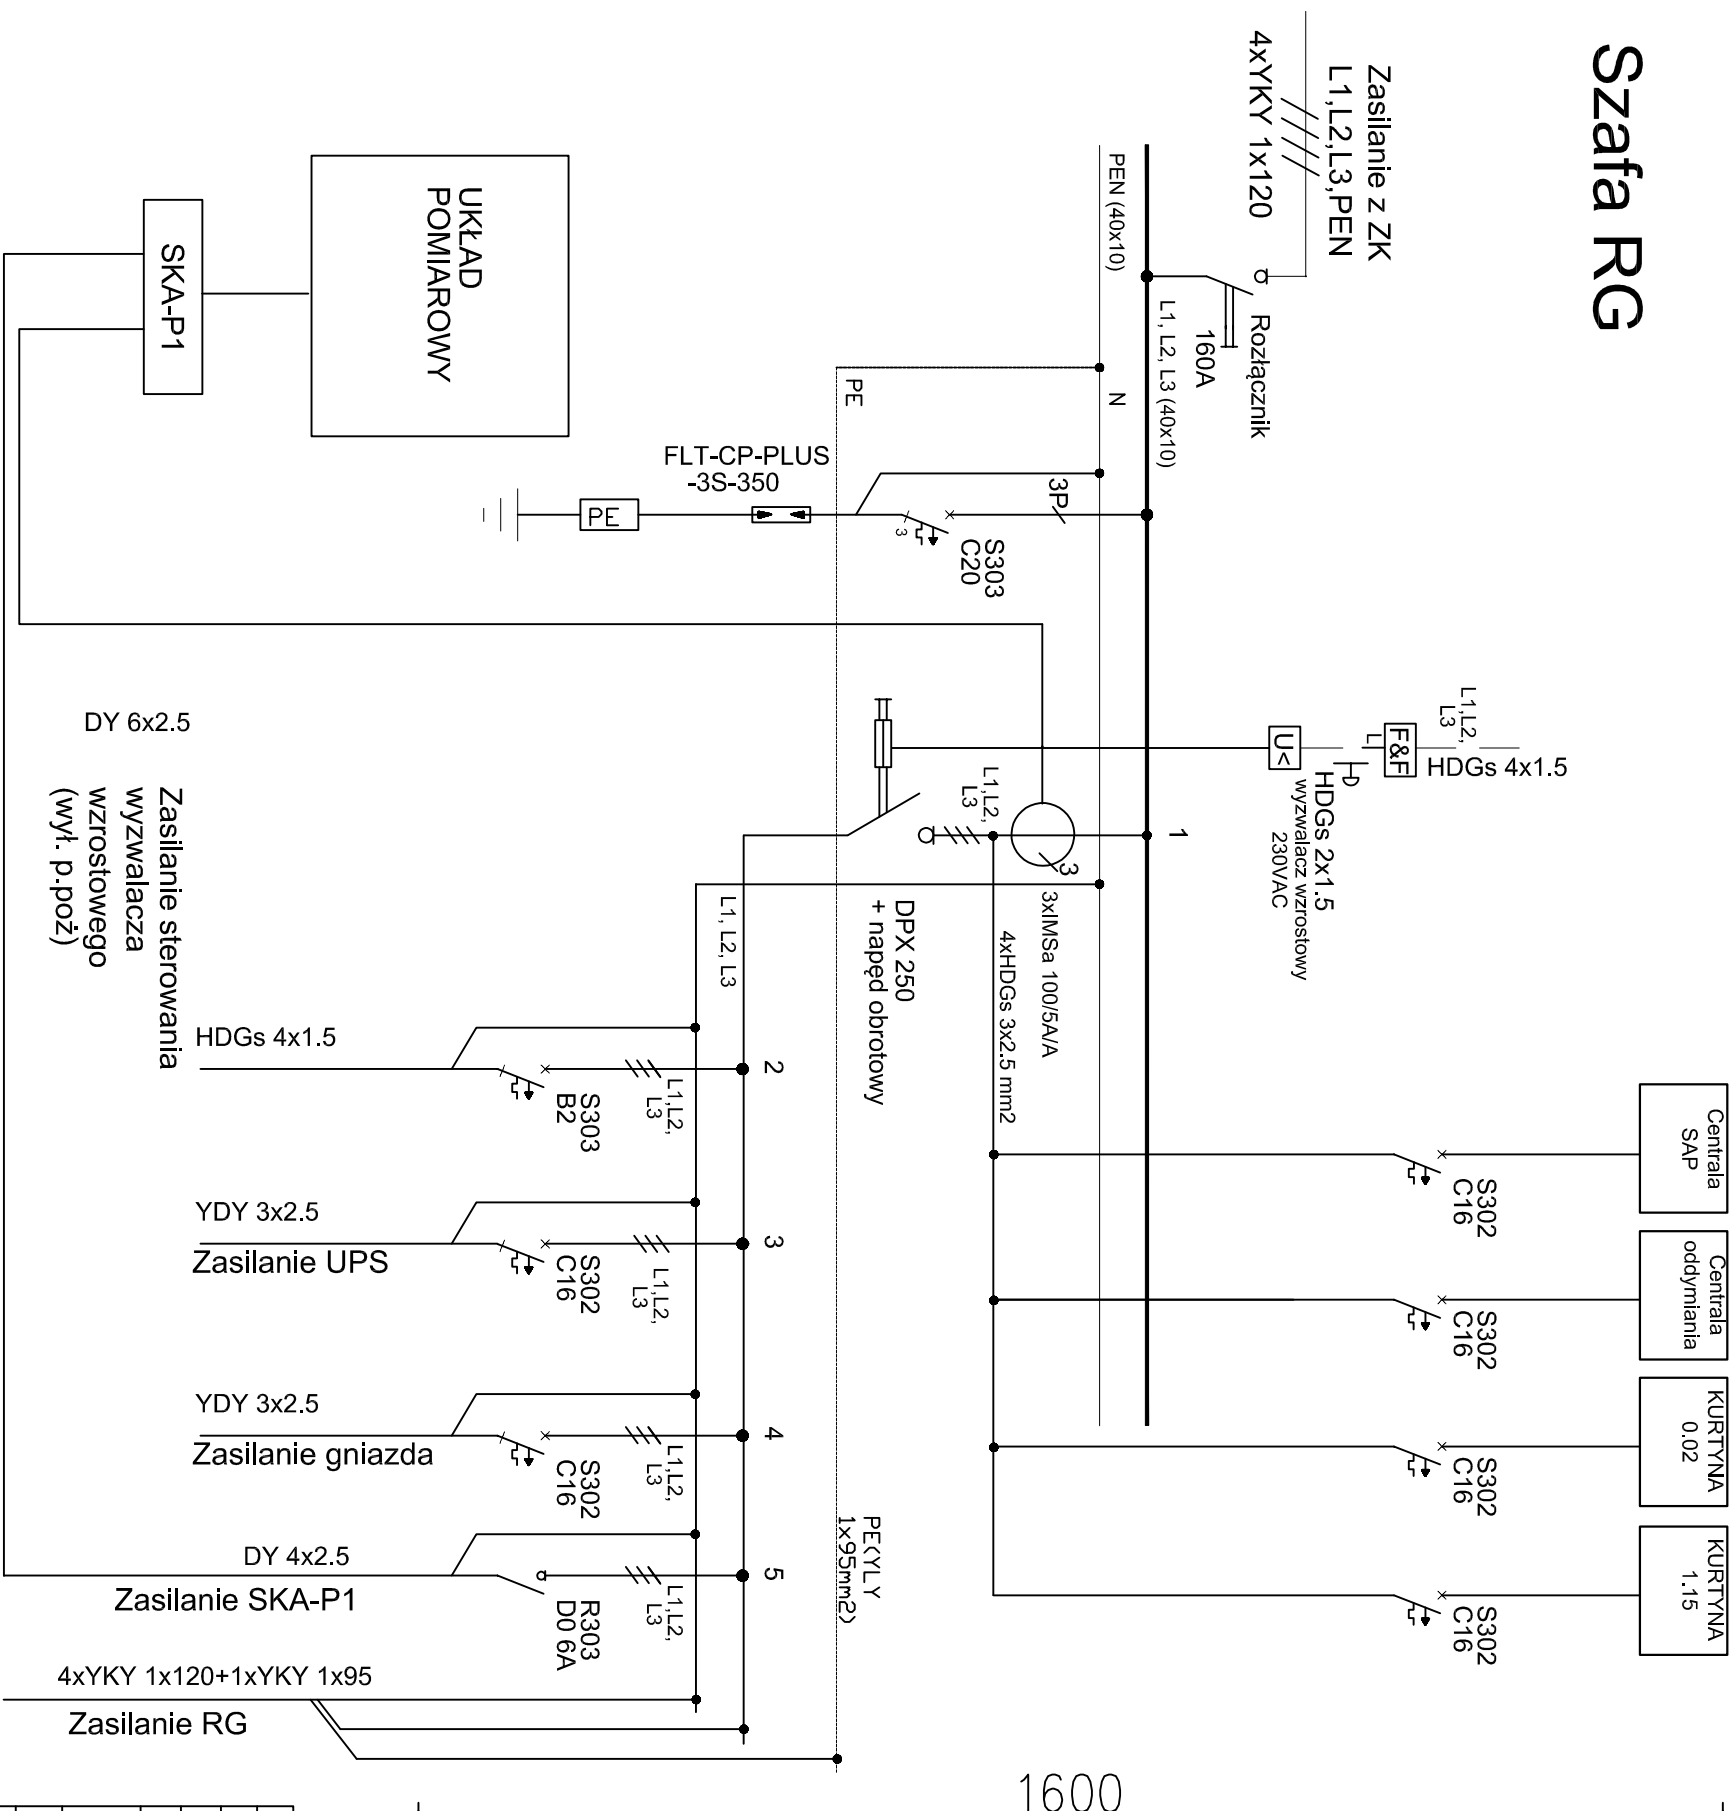 Szafa RG
Zasilanie z ZK
L1,L2,L3,PEN
4xYKY 1x120
PEN (40x10)
L1, L2, L3 (40x10)
Rozłącznik
160A
N
PE
UKŁAD
POMIAROWY
SKA-P1
FLT-CP-PLUS
-3S-350
PE
3P
3
S303
C20
L1,L2,
L3
HDGs 4x1.5
F&F
L
U<
HDGs 2x1.5
wyzwalacz wzrostowy
230VAC
1
L1,L2,
L3
3
3xIMSa 100/5A/A
4xHDGs 3x2.5 mm2
DPX 250
+ napęd obrotowy
L1, L2, L3
DY 6x2.5
Zasilanie sterowania
wyzwalacza
wzrostowego
(wył. p.poż)
HDGs 4x1.5
2
L1,L2,
L3
S303
B2
YDY 3x2.5
Zasilanie UPS
3
L1,L2,
L3
S302
C16
YDY 3x2.5
Zasilanie gniazda
4
L1,L2,
L3
S302
C16
DY 4x2.5
Zasilanie SKA-P1
5
L1,L2,
L3
R303
D0 6A
4xYKY 1x120+1xYKY 1x95
Zasilanie RG
PE(YLY
1x95mm2)
Centrala
SAP
S302
C16
Centrala
oddymiania
S302
C16
KURTYNA
0.02
S302
C16
KURTYNA
1.15
S302
C16
1600